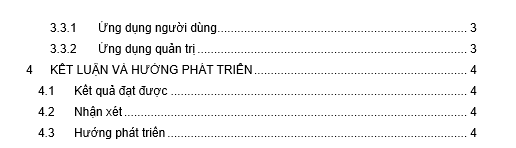 3.3.1 Ứng dụng người dùng........................................................................... 3
3.3.2 Ứng dụng quản trị................................................................................ 3
4 KẾT LUẬN VÀ HƯỚNG PHÁT TRIỂN................................................................ 4
4.1 Kết quả đạt được........................................................................................ 4
4.2 Nhận xét..................................................................................................... 4
4.3 Hướng phát triển......................................................................................... 4